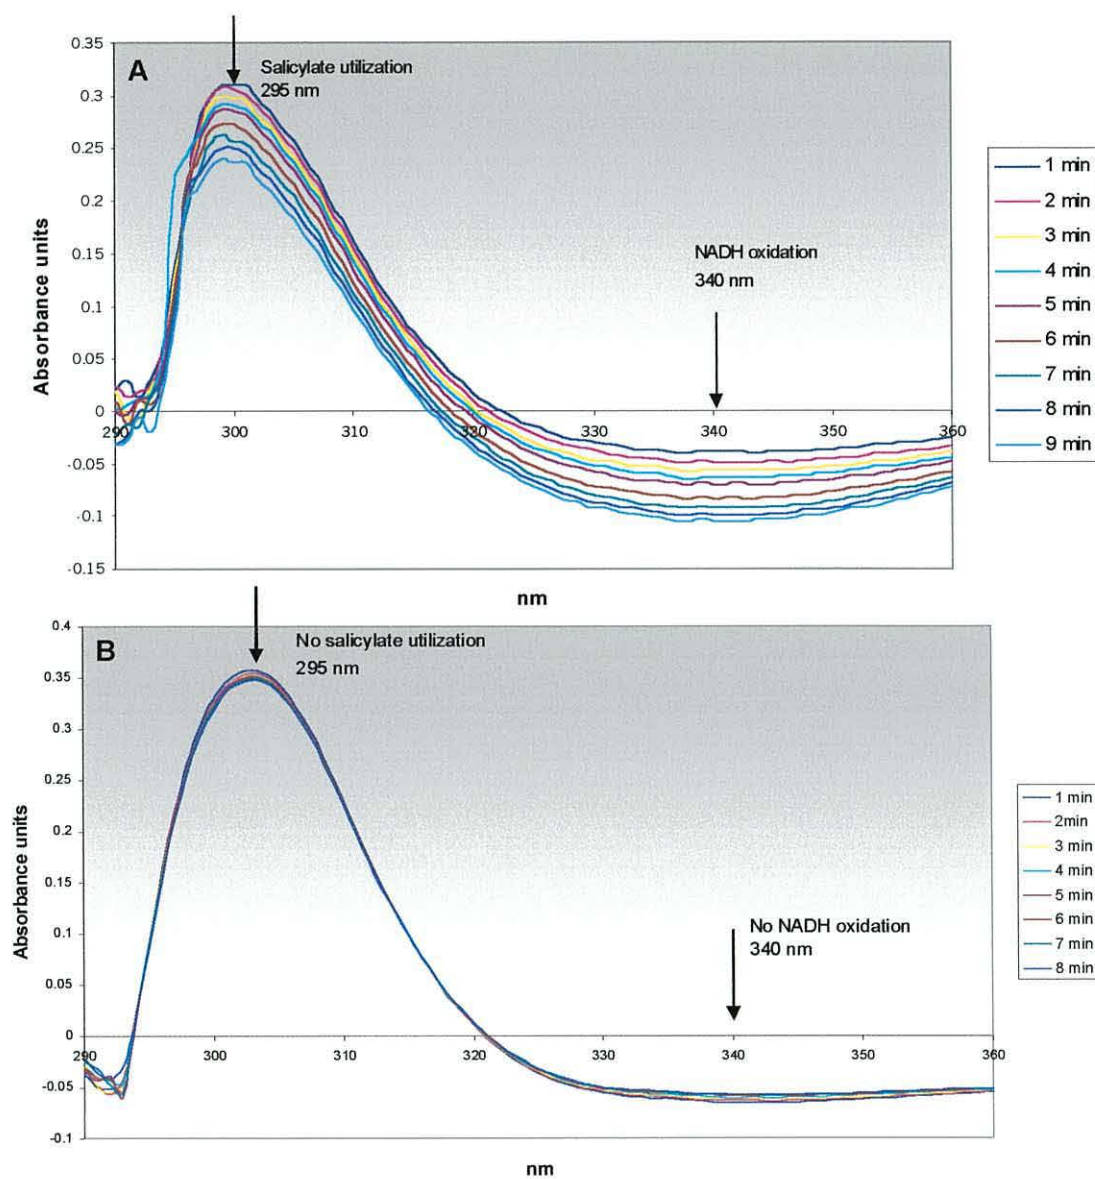 A
Salicylate utilization
295 nm
NADH oxidation
340 nm
Absorbance units
0.35
0.3
0.25
0.2
0.15
0.1
0.05
0
-0.05
-0.1
-0.15
290 300 310 320 330 340 350 360
nm
1 min
2 min
3 min
4 min
5 min
6 min
7 min
8 min
9 min
B
No salicylate utilization
295 nm
No NADH oxidation
340 nm
Absorbance units
0.4
0.35
0.3
0.25
0.2
0.15
0.1
0.05
0
-0.05
-0.1
290 300 310 320 330 340 350 360
nm
1 min
2min
3 min
4 min
5 min
6 min
7 min
8 min